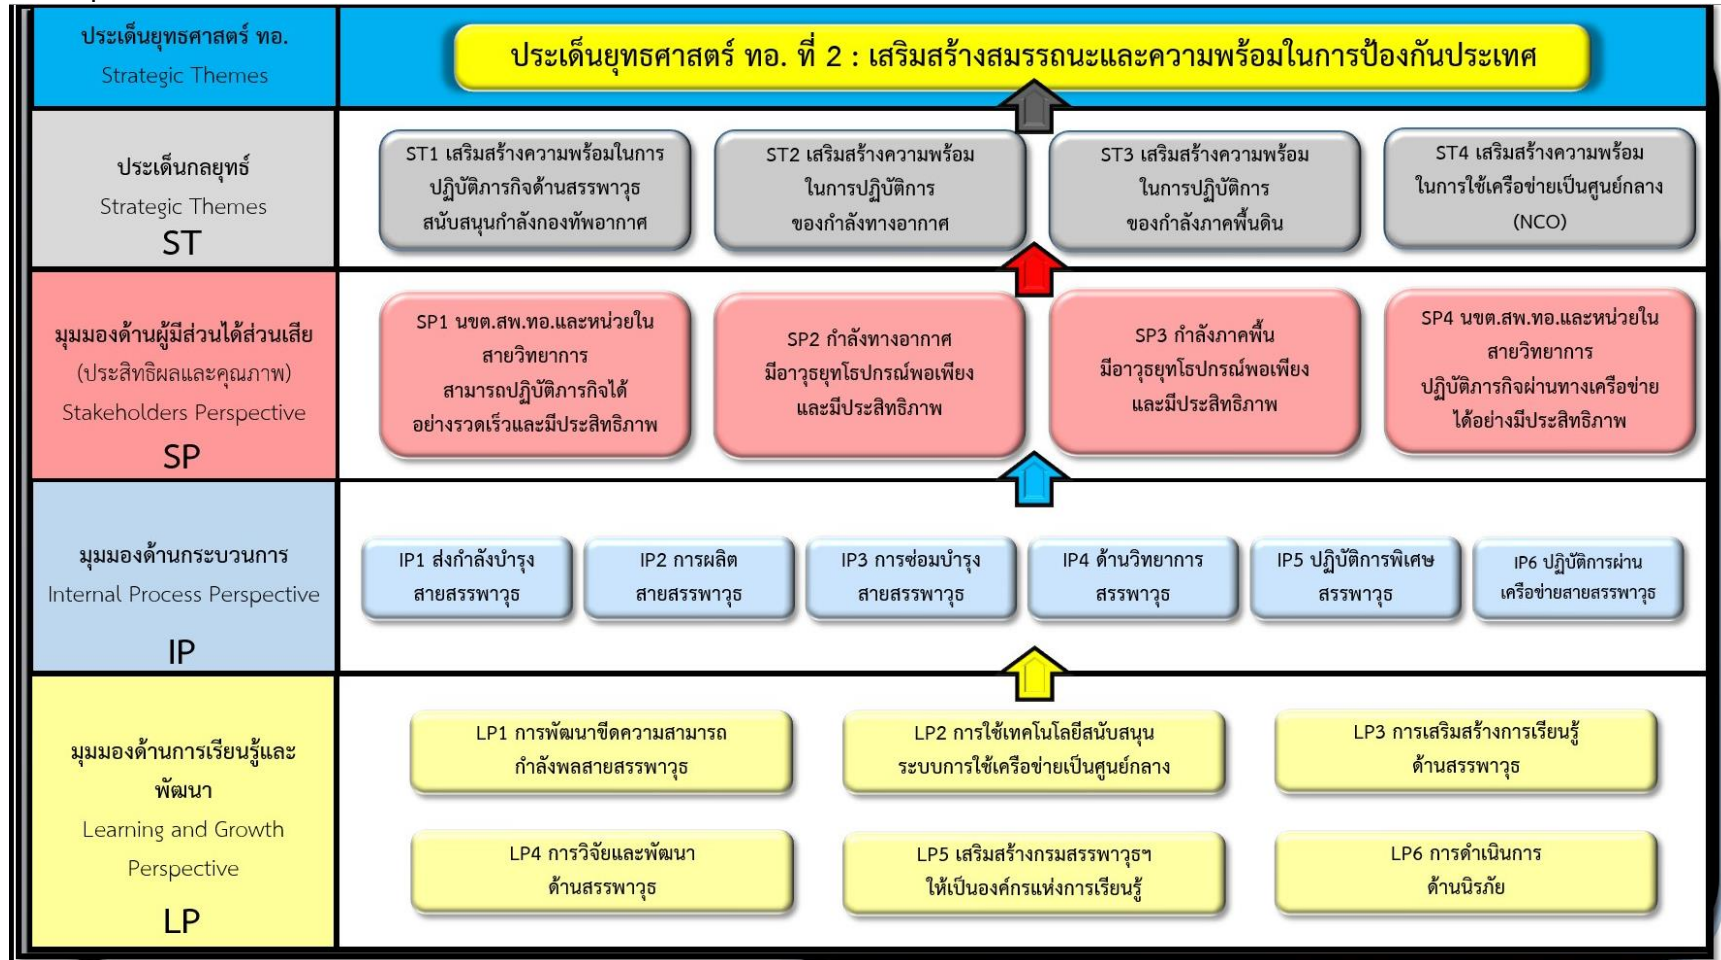 ประเด็นยุทธศาสตร์ ทอ.
Strategic Themes
ประเด็นยุทธศาสตร์ ทอ. ที่ 2 : เสริมสร้างสมรรถนะและความพร้อมในการป้องกันประเทศ
ประเด็นกลยุทธ์
Strategic Themes
ST
ST1 เสริมสร้างความพร้อมในการ
ปฏิบัติภารกิจด้านสรรพาวุธ
สนับสนุนกำลังกองทัพอากาศ
ST2 เสริมสร้างความพร้อม
ในการปฏิบัติการ
ของกำลังทางอากาศ
ST3 เสริมสร้างความพร้อม
ในการปฏิบัติการ
ของกำลังภาคพื้นดิน
ST4 เสริมสร้างความพร้อม
ในการใช้เครือข่ายเป็นศูนย์กลาง
(NCO)
มุมมองด้านผู้มีส่วนได้ส่วนเสีย
(ประสิทธิผลและคุณภาพ)
Stakeholders Perspective
SP
SP1 นขต.สพ.ทอ.และหน่วยใน
สายวิทยาการ
สามารถปฏิบัติภารกิจได้
อย่างรวดเร็วและมีประสิทธิภาพ
SP2 กำลังทางอากาศ
มีอาวุธยุทโธปกรณ์พอเพียง
และมีประสิทธิภาพ
SP3 กำลังภาคพื้น
มีอาวุธยุทโธปกรณ์พอเพียง
และมีประสิทธิภาพ
SP4 นขต.สพ.ทอ.และหน่วยใน
สายวิทยาการ
ปฏิบัติภารกิจผ่านทางเครือข่าย
ได้อย่างมีประสิทธิภาพ
มุมมองด้านกระบวนการ
Internal Process Perspective
IP
IP1 ส่งกำลังบำรุง
สายสรรพาวุธ
IP2 การผลิต
สายสรรพาวุธ
IP3 การซ่อมบำรุง
สายสรรพาวุธ
IP4 ด้านวิทยาการ
สรรพาวุธ
IP5 ปฏิบัติการพิเศษ
สรรพาวุธ
IP6 ปฏิบัติการผ่าน
เครือข่ายสายสรรพาวุธ
มุมมองด้านการเรียนรู้และ
พัฒนา
Learning and Growth
Perspective
LP
LP1 การพัฒนาขีดความสามารถ
กำลังพลสายสรรพาวุธ
LP2 การใช้เทคโนโลยีสนับสนุน
ระบบการใช้เครือข่ายเป็นศูนย์กลาง
LP3 การเสริมสร้างการเรียนรู้
ด้านสรรพาวุธ
LP4 การวิจัยและพัฒนา
ด้านสรรพาวุธ
LP5 เสริมสร้างกรมสรรพาวุธฯ
ให้เป็นองค์กรแห่งการเรียนรู้
LP6 การดำเนินการ
ด้านนิรภัย